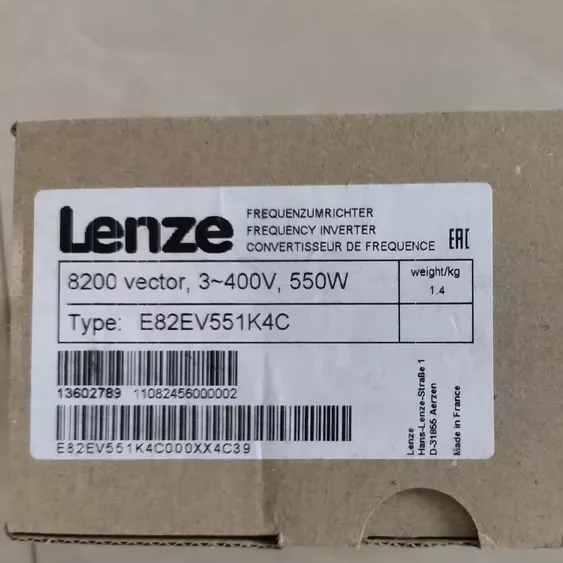 Lenze
FREQUENZUMRICHTER
FREQUENCY INVERTER
CONVERTISSEUR DE FREQUENCE
EAC
8200 vector, 3~400V, 550W
weight/kg
1.4
Type: E82EV551K4C
13602789 11082456000002
E82EV551K4C000XX4C39
Lenze
Hans-Lenze-Straße 1
D-31855 Aerzen
Made in France